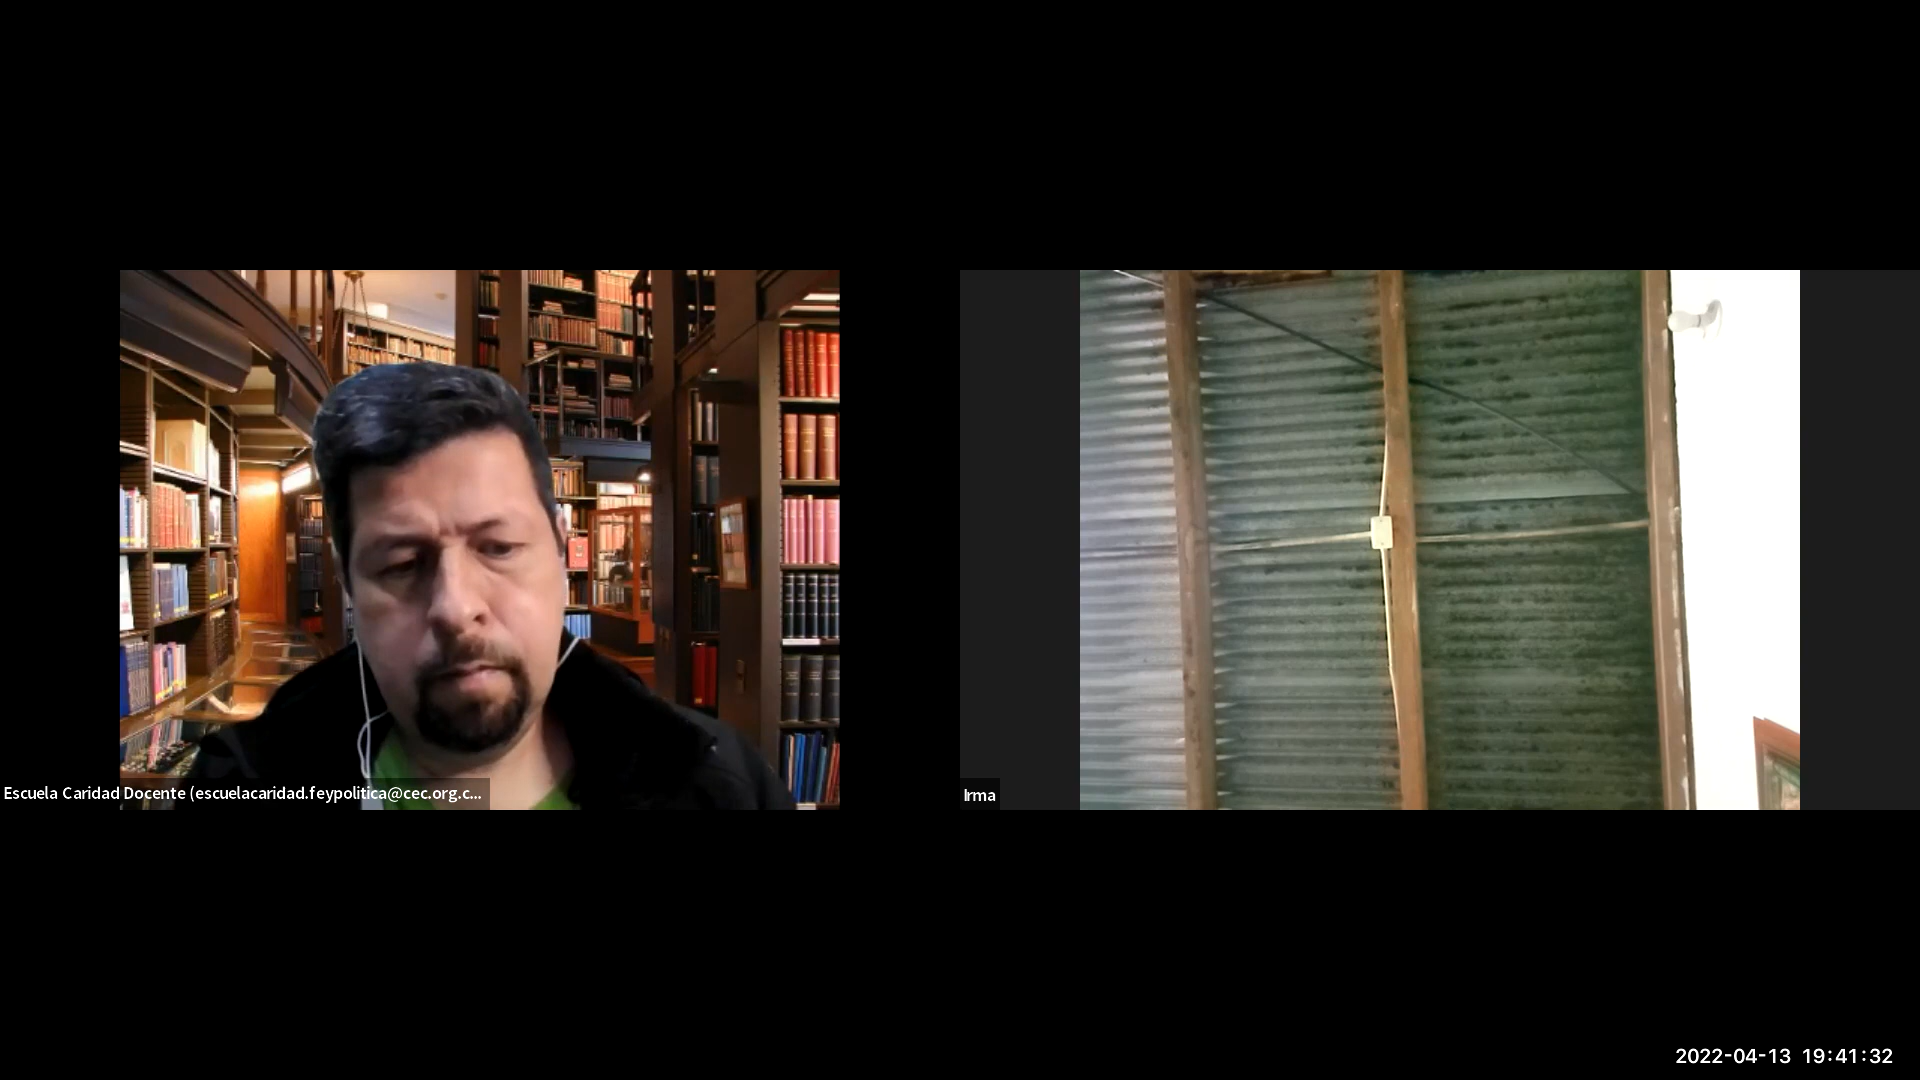 Escuela Caridad Docente (escuelacaridad.feypolitica@cec.org.c...
Irma
2022-04-13 19:41:32